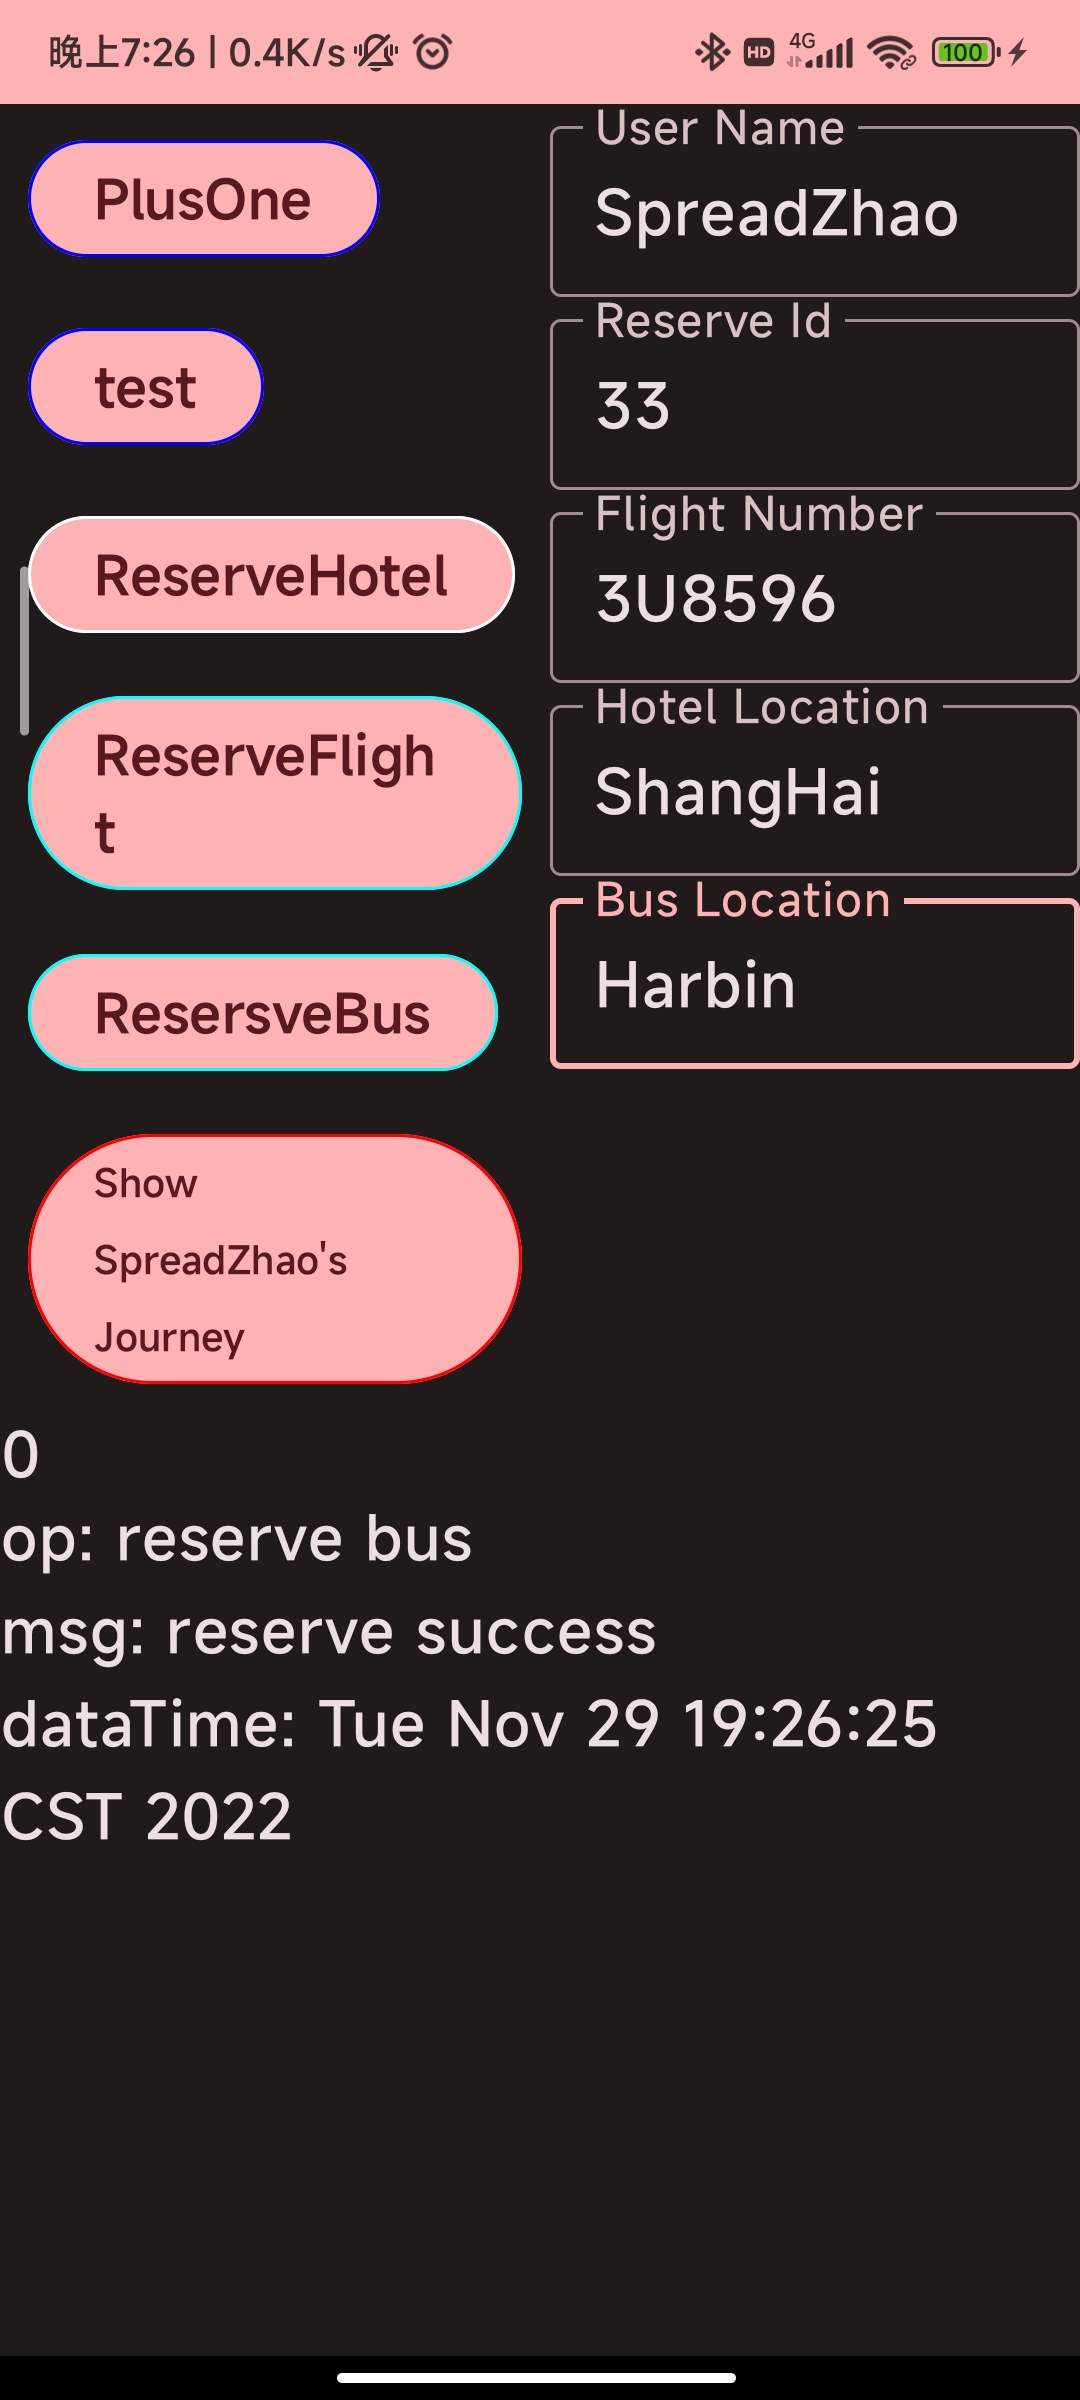 晚上7:26 | 0.4K/s
HD
4G
100
PlusOne
test
ReserveHotel
ReserveFligh
t
ResersveBus
Show
SpreadZhao's
Journey
User Name
SpreadZhao
Reserve Id
33
Flight Number
3U8596
Hotel Location
ShangHai
Bus Location
Harbin
0
op: reserve bus
msg: reserve success
dataTime: Tue Nov 29 19:26:25
CST 2022